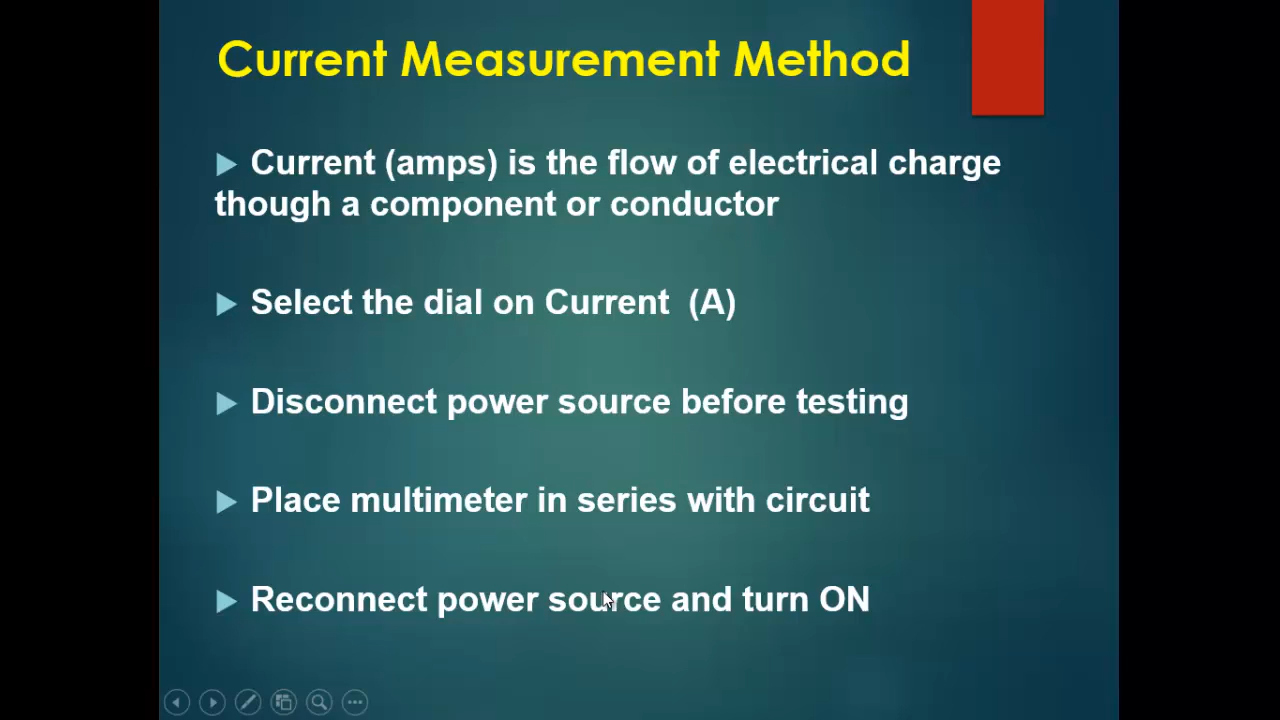 Current Measurement Method
Current (amps) is the flow of electrical charge
though a component or conductor
Select the dial on Current (A)
Disconnect power source before testing
Place multimeter in series with circuit
Reconnect power source and turn ON